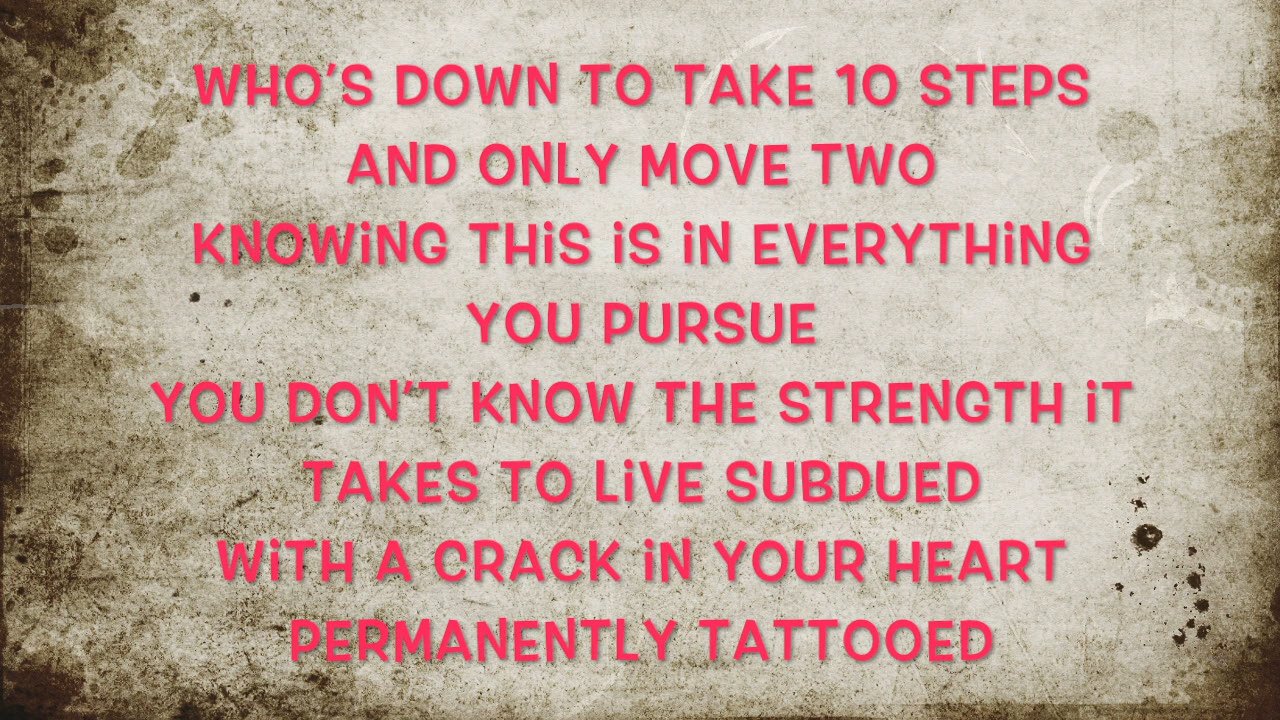 WHO'S DOWN TO TAKE 10 STEPS
AND ONLY MOVE TWO
KNOWiNG THiS iS iN EVERYTHiNG
YOU PURSUE
YOU DON'T KNOW THE STRENGTH iT
TAKES TO LiVE SUBDUED
WiTH A CRACK iN YOUR HEART
PERMANENTLY TATTOOED